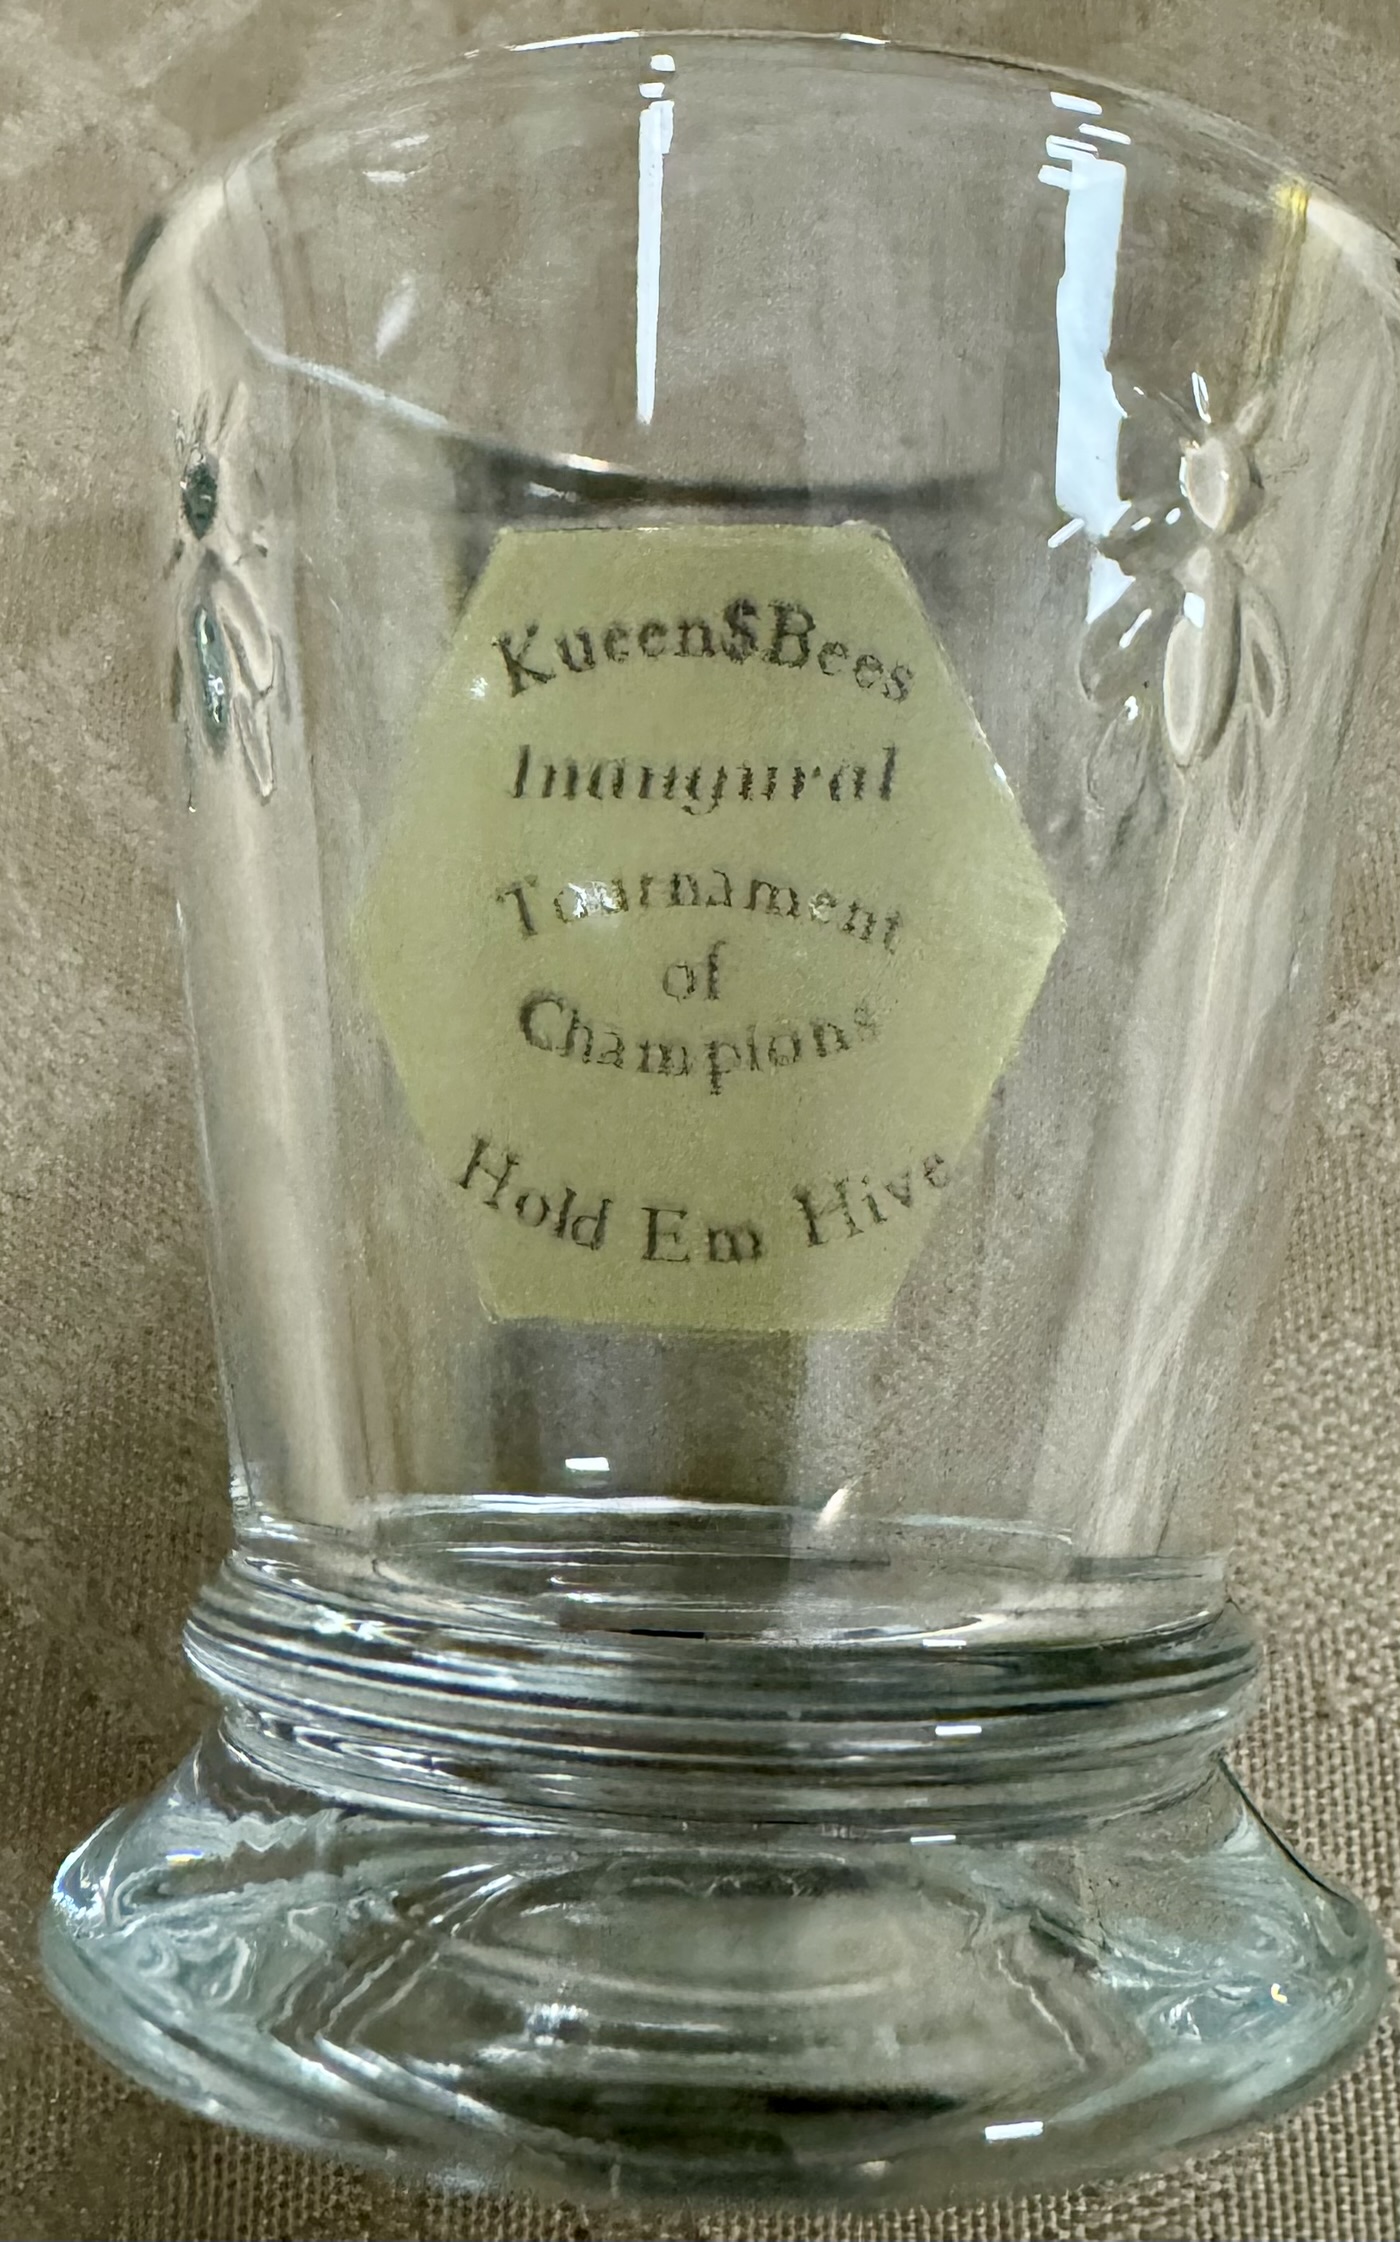 Kueen$Bees
Inaugural
Tournament
of
Champions
Hold Em Hive